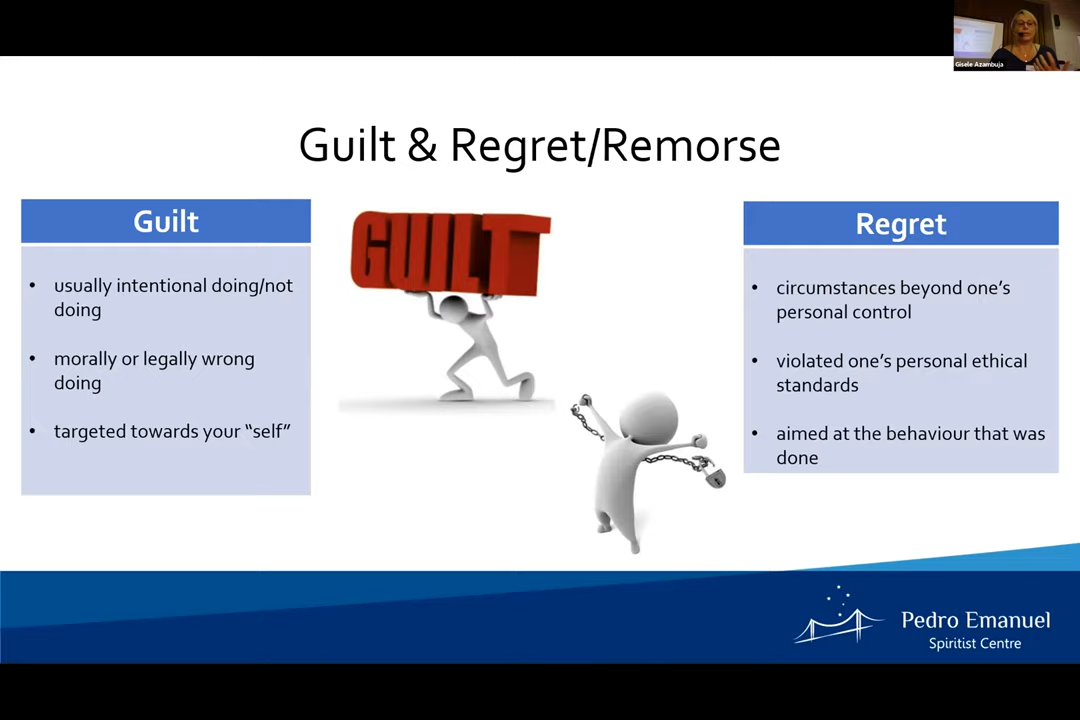 Gisele Azambuja
Guilt & Regret/Remorse
Guilt
• usually intentional doing/not
doing
• morally or legally wrong
doing
• targeted towards your “self”
GUILT
Regret
• circumstances beyond one’s
personal control
• violated one’s personal ethical
standards
• aimed at the behaviour that was
done
Pedro Emanuel
Spiritist Centre